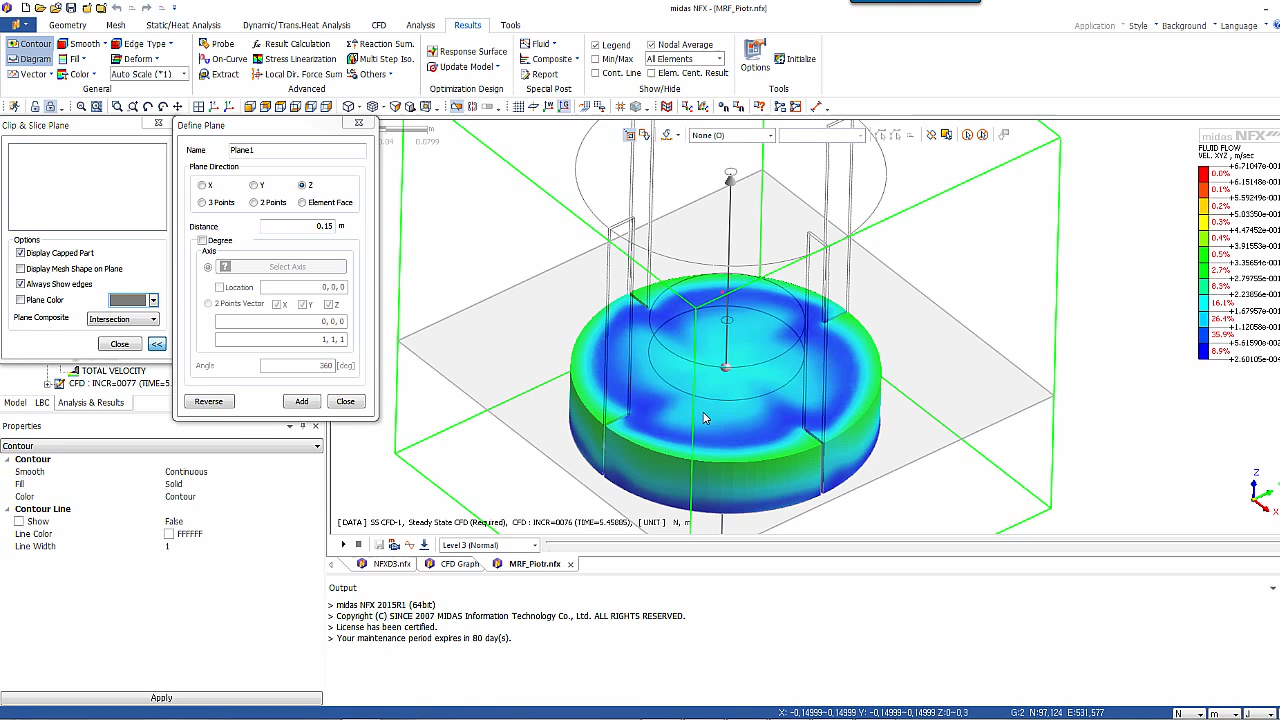 midas NFX - [MRF_Piotr.nfx]
Geometry Mesh Static/Heat Analysis Dynamic/Trans.Heat Analysis CFD Analysis Results Tools
Application Style Background Language
Contour Smooth Edge Type
Diagram Fill Deform
Vector Color Auto Scale (*1)
General
Probe Result Calculation Reaction Sum.
On-Curve Stress Linear Multi Step Iso.
Extract Local Dir. Force Sum Others
Advanced
Response Surface
Update Model
Optimization Design
Fluid
Composite
Report
Special Post
Legend Nodal Average
Min/Max All Elements
Cont. Line Elem. Cent. Result
Show/Hide
Options Initialize
Tools
Clip & Slice Plane
Options
Display Capped Part
Display Mesh Shape on Plane
Always Show edges
Plane Color
Plane Composite Intersection
Close <<
TOTAL VELOCITY
CFD : INCR=0077 (TIME=5.
Model LBC Analysis & Results
Define Plane
Name Plane1
Plane Direction
X Y Z
3 Points 2 Points Element Face
Distance 0.15 m
Degree
Axis
Select Axis
Location 0, 0, 0
2 Points Vector X Y Z
0, 0, 0
1, 1, 1
Angle 360 [deg]
Reverse Add Close
Properties
Contour
Contour
Smooth Continuous
Fill Solid
Color Contour
Contour Line
Show False
Line Color FFFFFF
Line Width 1
Apply
0.04 0.0799
m
None (O)
midas NFX
FLUID FLOW
VEL. XYZ , m/sec
+6.71047e-001
0.0%
+6.15148e-001
0.1%
+5.59249e-001
0.2%
+5.03350e-001
0.3%
+4.47452e-001
0.4%
+3.91553e-001
0.5%
+3.35654e-001
2.7%
+2.79755e-001
8.3%
+2.23856e-001
16.1%
+1.67957e-001
26.4%
+1.12058e-001
35.9%
+5.61590e-002
8.9%
+2.60105e-
Z
X
[DATA] SS CFD-1, Steady State CFD (Required), CFD : INCR=0076 (TIME=5.45885), [UNIT] N, m
Level 3 (Normal)
NFXD3.nfx CFD Graph MRF_Piotr.nfx
Output
> midas NFX 2015R1 (64bit)
> Copyright (C) SINCE 2007 MIDAS Information Technology Co., Ltd. ALL RIGHTS RESERVED.
> License has been certified.
> Your maintenance period expires in 80 day(s).
X: -0,14999~0,14999 Y: -0,14999~0,14999 Z:0~0,3 G:2 N:97,124 E:531,577 N m J